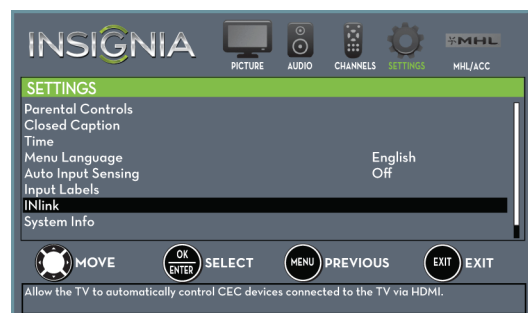 INSIGNIA
PICTURE AUDIO CHANNELS SETTINGS MHL/ACC
MHL
SETTINGS
Parental Controls
Closed Caption
Time
Menu Language English
Auto Input Sensing Off
Input Labels
INlink
System Info
MOVE OK ENTER SELECT MENU PREVIOUS EXIT EXIT
Allow the TV to automatically control CEC devices connected to the TV via HDMI.